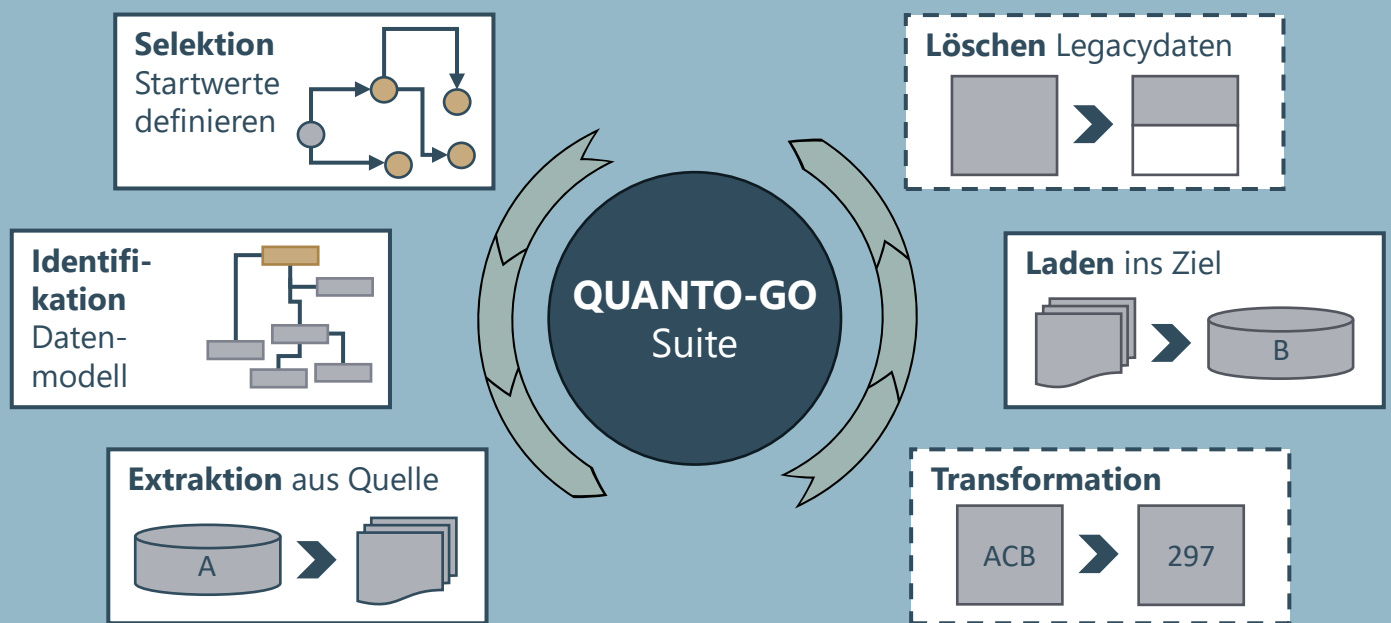 Selektion
Startwerte
definieren
Identifi-
kation
Daten-
modell
Extraktion aus Quelle
A
QUANTO-GO
Suite
Löschen Legacydaten
Laden ins Ziel
B
Transformation
ACB
297